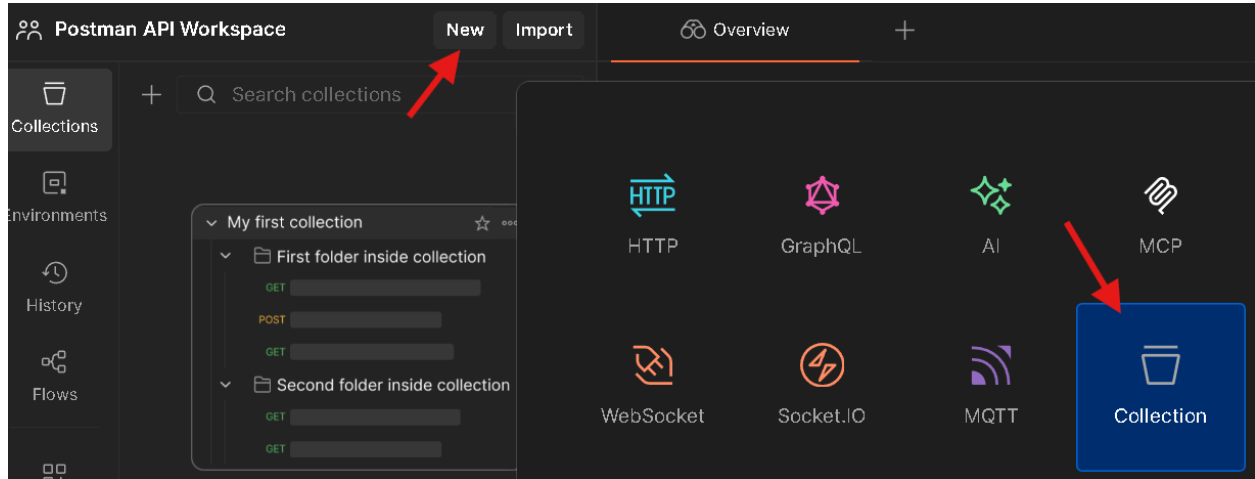 Postman API Workspace
New
Import
Overview
Search collections
Collections
Environments
History
Flows
My first collection
First folder inside collection
GET
POST
GET
Second folder inside collection
GET
GET
HTTP
HTTP
GraphQL
AI
MCP
WebSocket
Socket.IO
MQTT
Collection